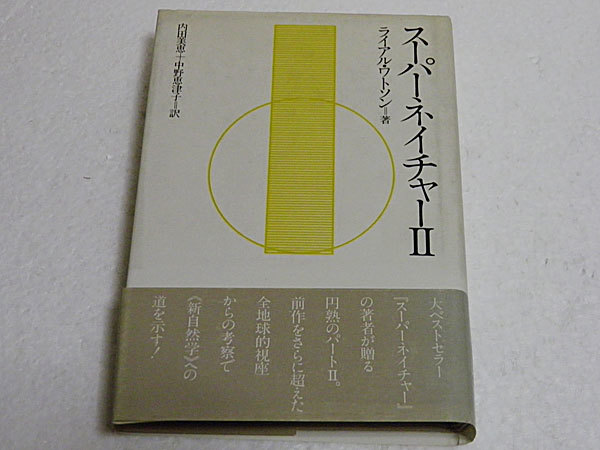 スーパーネイチャーⅡ
ライアル・ワトソン=著
内田美恵+中野恵津子=訳
大ベストセラー
『スーパーネイチャー』
の著者が贈る
円熟のパートⅡ。
前作をさらに超えた
全地球的視座
からの考察で
《新自然学》への
道を示す!